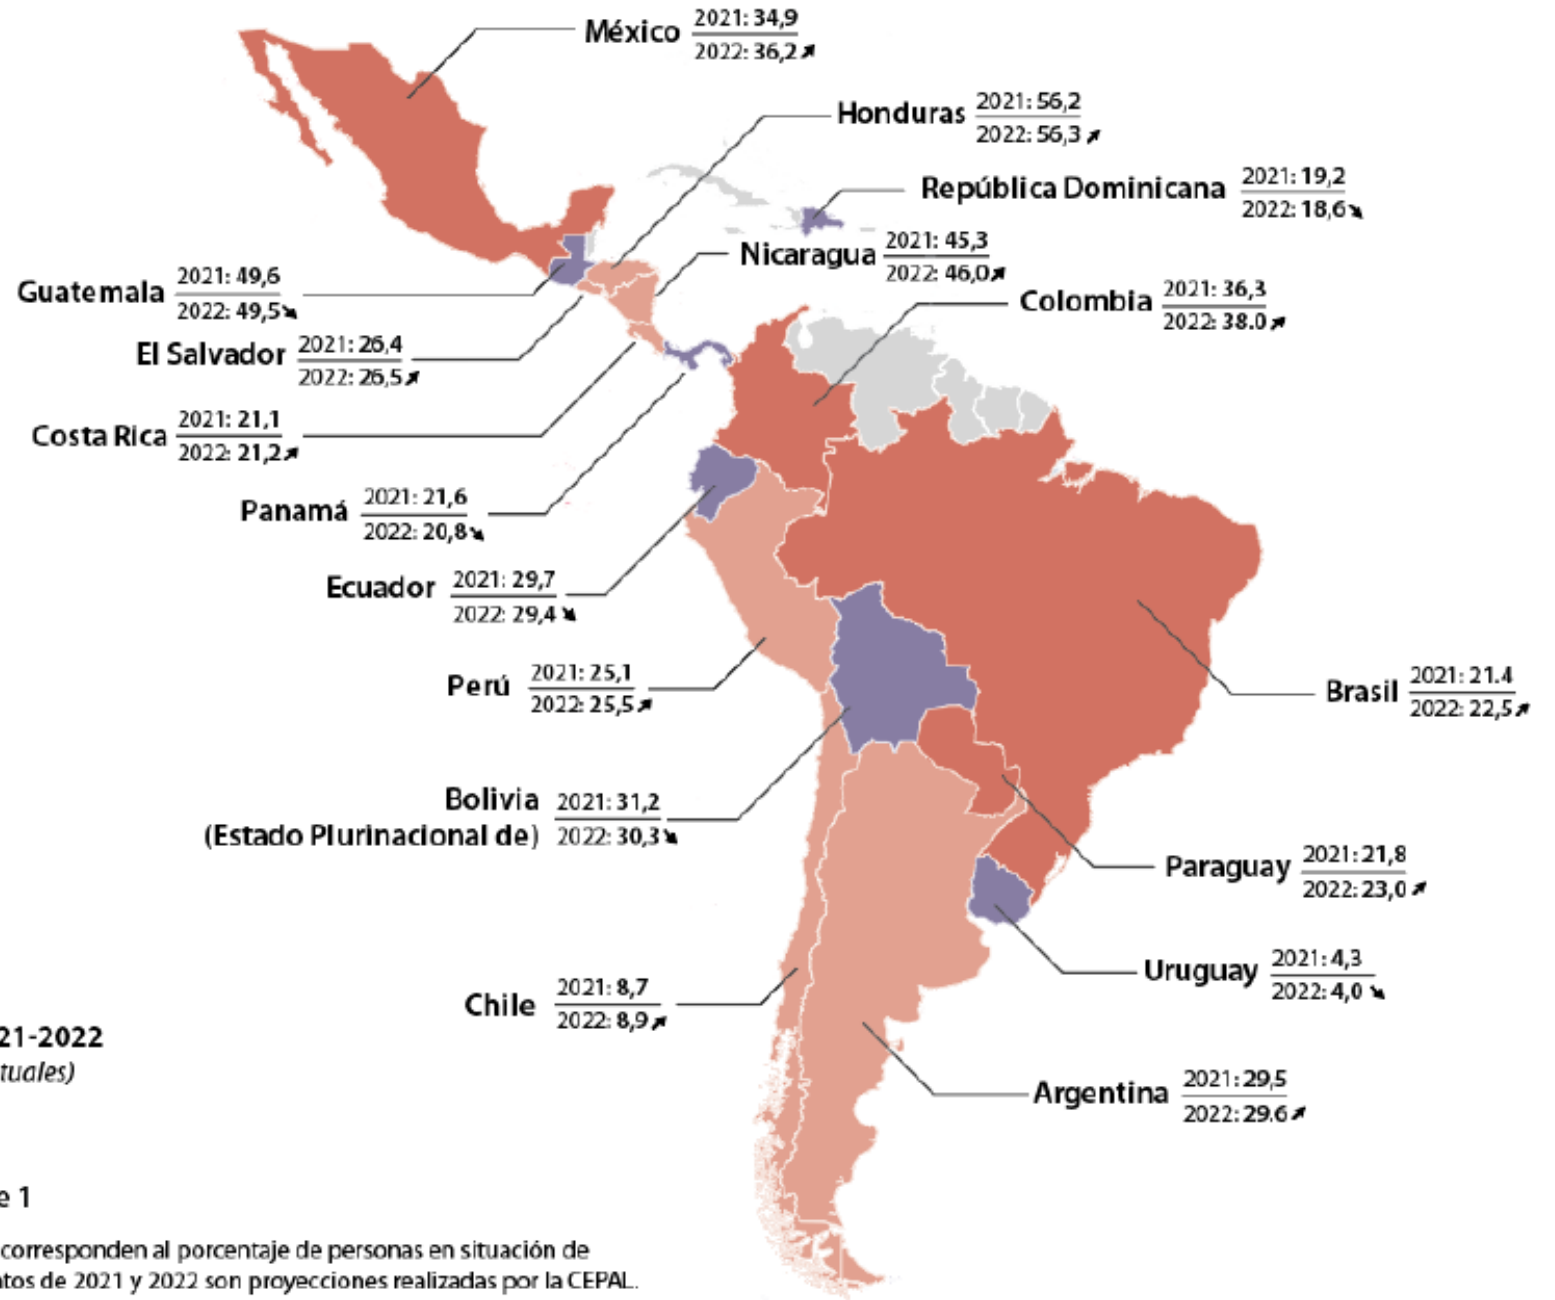 México 2021: 34,9
2022: 36,2
Honduras 2021: 56,2
2022: 56,3
República Dominicana 2021: 19,2
2022: 18,6
Nicaragua 2021: 45,3
2022: 46,0
Guatemala 2021: 49,6
2022: 49,5
Colombia 2021: 36,3
2022: 38.0
El Salvador 2021: 26,4
2022: 26,5
Costa Rica 2021: 21,1
2022: 21,2
Panamá 2021: 21,6
2022: 20,8
Ecuador 2021: 29,7
2022: 29,4
Perú 2021: 25,1
2022: 25,5
Brasil 2021: 21.4
2022: 22,5
Bolivia
(Estado Plurinacional de)
2021: 31,2
2022: 30,3
Paraguay 2021: 21,8
2022: 23,0
Uruguay 2021: 4,3
2022: 4,0
Chile 2021: 8,7
2022: 8,9
Argentina 2021: 29,5
2022: 29.6
21-2022
tuales)
e 1
corresponden al porcentaje de personas en situación de
tos de 2021 y 2022 son proyecciones realizadas por la CEPAL.